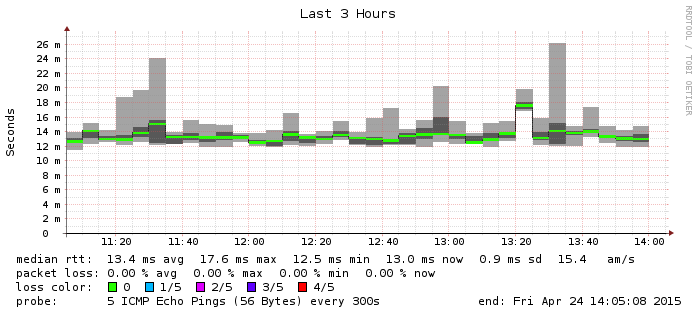 Last 3 Hours
RRDTOOL / TOBI OETIKER
Seconds
26 m
24 m
22 m
20 m
18 m
16 m
14 m
12 m
10 m
8 m
6 m
4 m
2 m
0
11:20 11:40 12:00 12:20 12:40 13:00 13:20 13:40 14:00
median rtt: 13.4 ms avg 17.6 ms max 12.5 ms min 13.0 ms now 0.9 ms sd 15.4 am/s
packet loss: 0.00 % avg 0.00 % max 0.00 % min 0.00 % now
loss color: 0 1/5 2/5 3/5 4/5
probe: 5 ICMP Echo Pings (56 Bytes) every 300s end: Fri Apr 24 14:05:08 2015